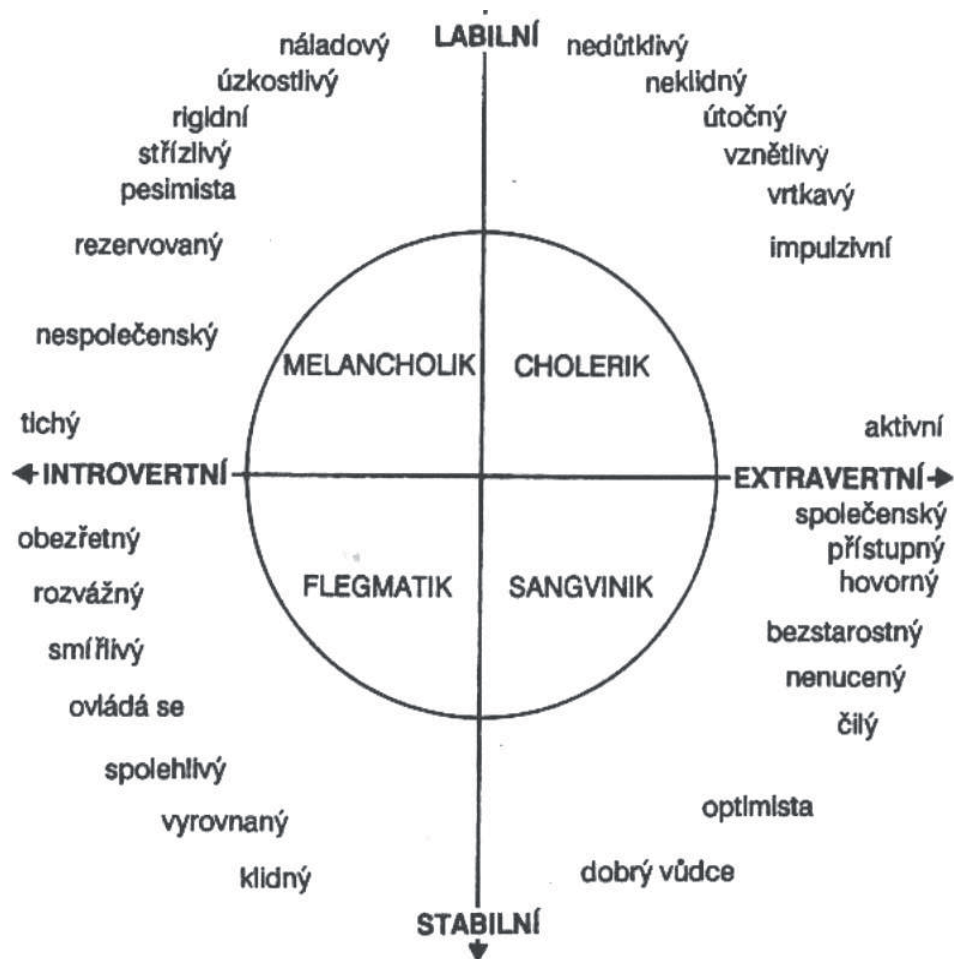 LABILNÍ
náladový
úzkostlivý
rigidní
střízlivý
pesimista
rezervovaný
nespolečenský
tichý
nedůtklivý
neklidný
útočný
vznětlivý
vrtkavý
impulzivní
aktivní
MELANCHOLIK
CHOLERIK
INTROVERTNÍ
EXTRAVERTNÍ
FLEGMATIK
SANGVINIK
obezřetný
rozvážný
smířlivý
ovládá se
spolehlivý
vyrovnaný
klidný
společenský
přístupný
hovorný
bezstarostný
nenucený
čilý
optimista
dobrý vůdce
STABILNÍ